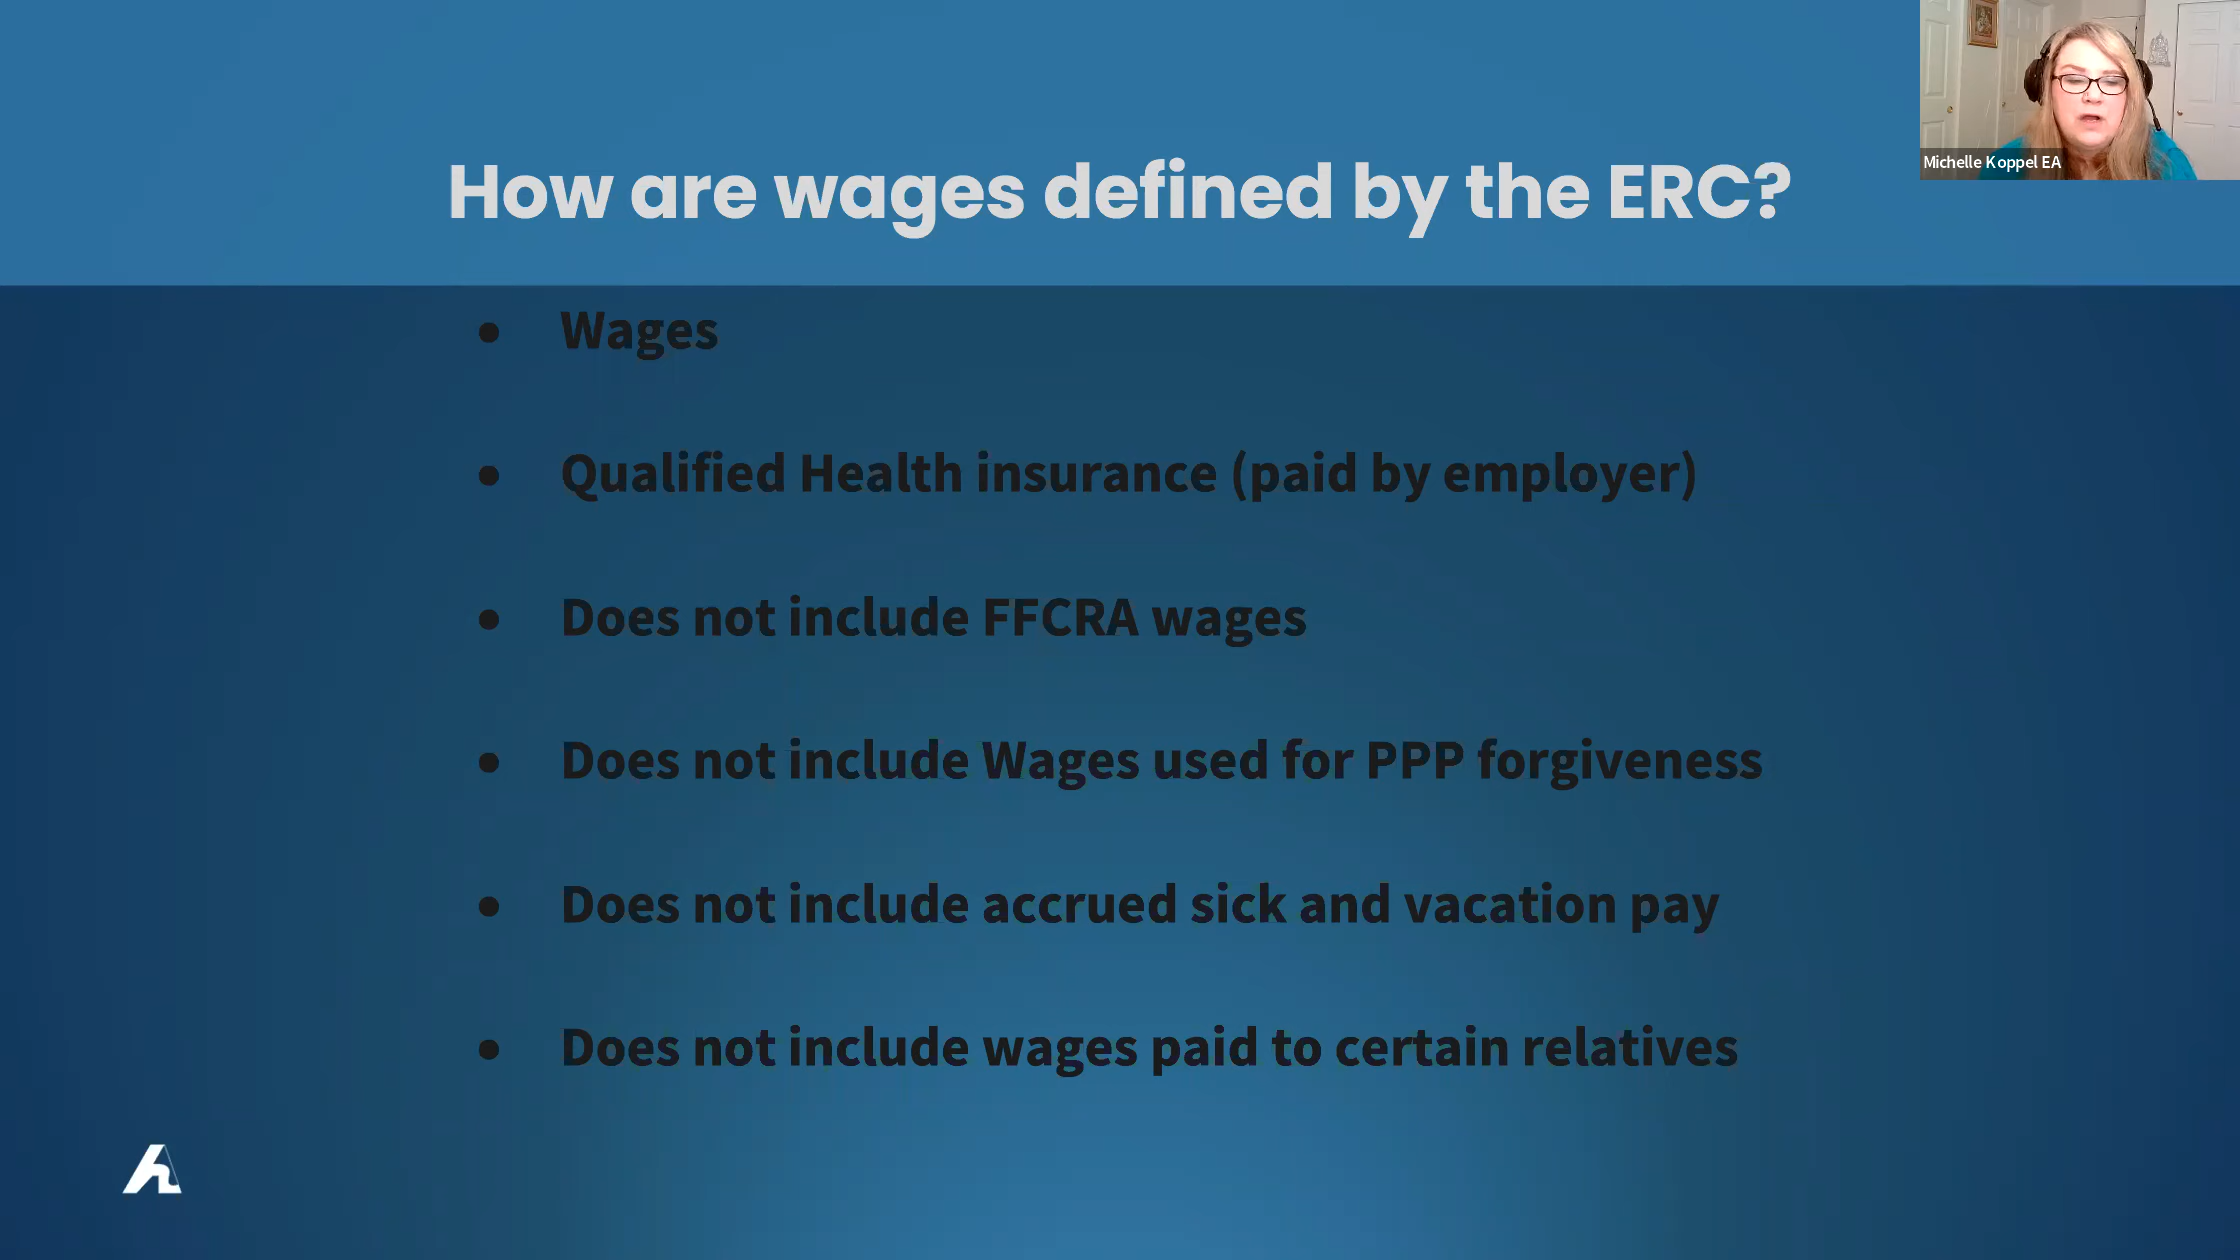 Michelle Koppel EA
How are wages defined by the ERC?
● Wages
● Qualified Health insurance (paid by employer)
● Does not include FFCRA wages
● Does not include Wages used for PPP forgiveness
● Does not include accrued sick and vacation pay
● Does not include wages paid to certain relatives